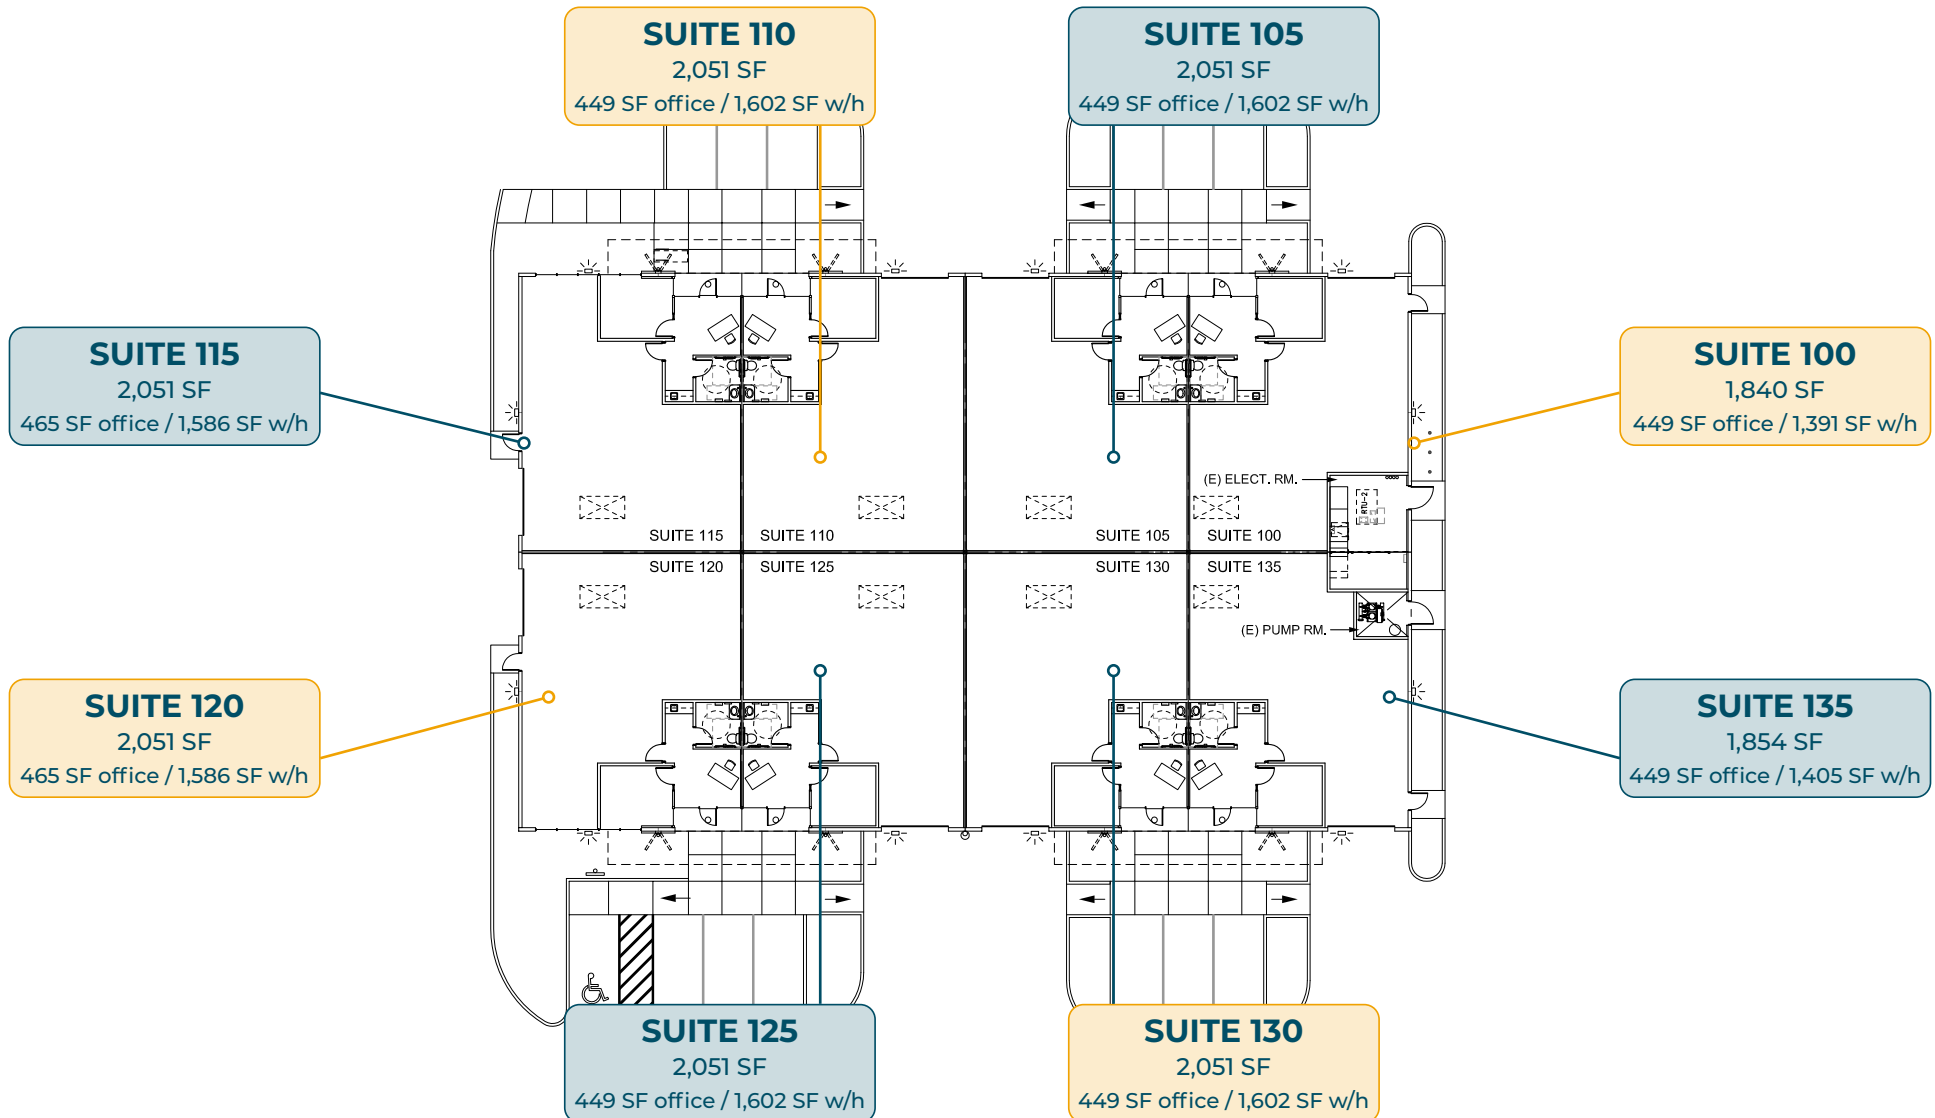 SUITE 110
2,051 SF
449 SF office / 1,602 SF w/h
SUITE 105
2,051 SF
449 SF office / 1,602 SF w/h
SUITE 115
2,051 SF
465 SF office / 1,586 SF w/h
SUITE 100
1,840 SF
449 SF office / 1,391 SF w/h
(E) ELECT. RM.
RTU-2
SUITE 115
SUITE 110
SUITE 105
SUITE 100
SUITE 120
SUITE 125
SUITE 130
SUITE 135
(E) PUMP RM.
SUITE 120
2,051 SF
465 SF office / 1,586 SF w/h
SUITE 135
1,854 SF
449 SF office / 1,405 SF w/h
SUITE 125
2,051 SF
449 SF office / 1,602 SF w/h
SUITE 130
2,051 SF
449 SF office / 1,602 SF w/h